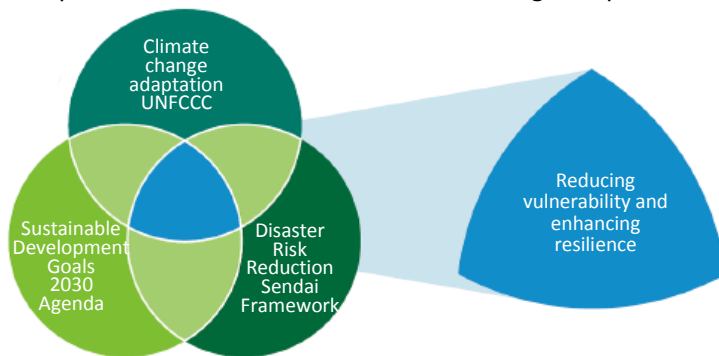 Climate
change
adaptation
UNFCCC
Sustainable
Development
Goals
2030
Agenda
Disaster
Risk
Reduction
Sendai
Framework
Reducing
vulnerability and
enhancing
resilience